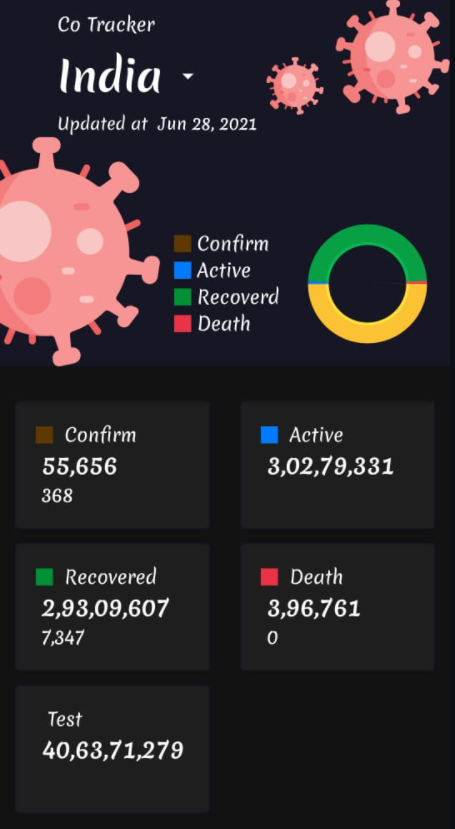 Co Tracker
India
Updated at Jun 28, 2021
Confirm
Active
Recoverd
Death
Confirm
55,656
368
Active
3,02,79,331
Recovered
2,93,09,607
7,347
Death
3,96,761
0
Test
40,63,71,279